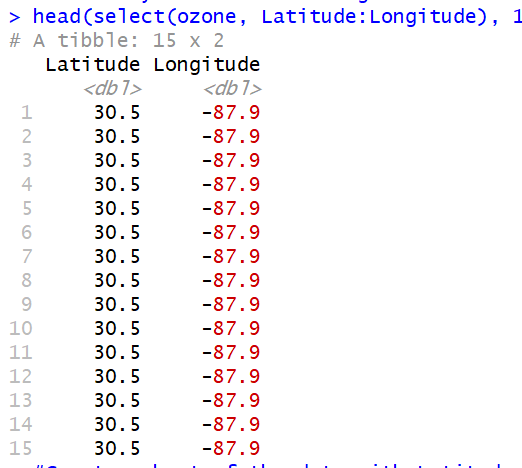 > head(select(ozone, Latitude:Longitude), 1
# A tibble: 15 x 2
Latitude Longitude
<dbl> <dbl>
1 30.5 -87.9
2 30.5 -87.9
3 30.5 -87.9
4 30.5 -87.9
5 30.5 -87.9
6 30.5 -87.9
7 30.5 -87.9
8 30.5 -87.9
9 30.5 -87.9
10 30.5 -87.9
11 30.5 -87.9
12 30.5 -87.9
13 30.5 -87.9
14 30.5 -87.9
15 30.5 -87.9